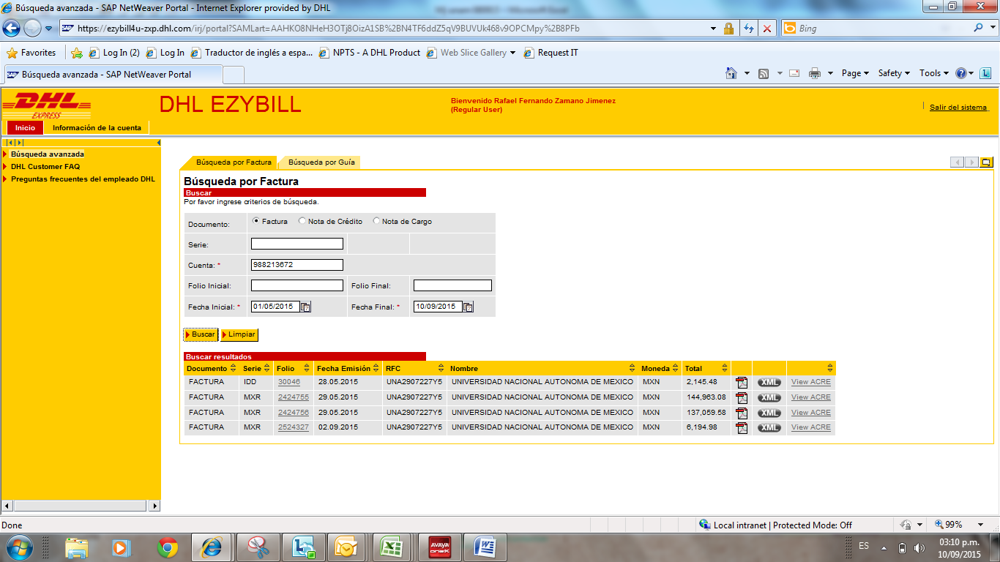 Búsqueda avanzada - SAP NetWeaver Portal - Internet Explorer provided by DHL
Bing
Favorites Log In (2) Log In Traductor de inglés a espa... NPTS - A DHL Product Web Slice Gallery Request IT
Búsqueda avanzada - SAP NetWeaver Portal Page Safety Tools
DHL EXPRESS
DHL EZYBILL
Bienvenido Rafael Fernando Zamano Jimenez
(Regular User)
Salir del sistema
Inicio Información de la cuenta
Búsqueda avanzada
DHL Customer FAQ
Preguntas frecuentes del empleado DHL
Búsqueda por Factura Búsqueda por Guía
Búsqueda por Factura
Buscar
Por favor ingrese criterios de búsqueda.
Documento: Factura Nota de Crédito Nota de Cargo
Serie:
Cuenta: * 988213672
Folio Inicial: Folio Final:
Fecha Inicial: * 01/05/2015 Fecha Final: * 10/09/2015
Buscar Limpiar
Buscar resultados
Documento Serie Folio Fecha Emisión RFC Nombre Moneda Total
FACTURA IDD 30046 28.05.2015 UNA2907227Y5 UNIVERSIDAD NACIONAL AUTONOMA DE MEXICO MXN 2,145.48 XML View ACRE
FACTURA MXR 2424755 29.05.2015 UNA2907227Y5 UNIVERSIDAD NACIONAL AUTONOMA DE MEXICO MXN 144,963.08 XML View ACRE
FACTURA MXR 2424756 29.05.2015 UNA2907227Y5 UNIVERSIDAD NACIONAL AUTONOMA DE MEXICO MXN 137,059.58 XML View ACRE
FACTURA MXR 2524327 02.09.2015 UNA2907227Y5 UNIVERSIDAD NACIONAL AUTONOMA DE MEXICO MXN 6,194.98 XML View ACRE
Done Local intranet | Protected Mode: Off 99%
AVAYA
ES 03:10 p.m.
10/09/2015